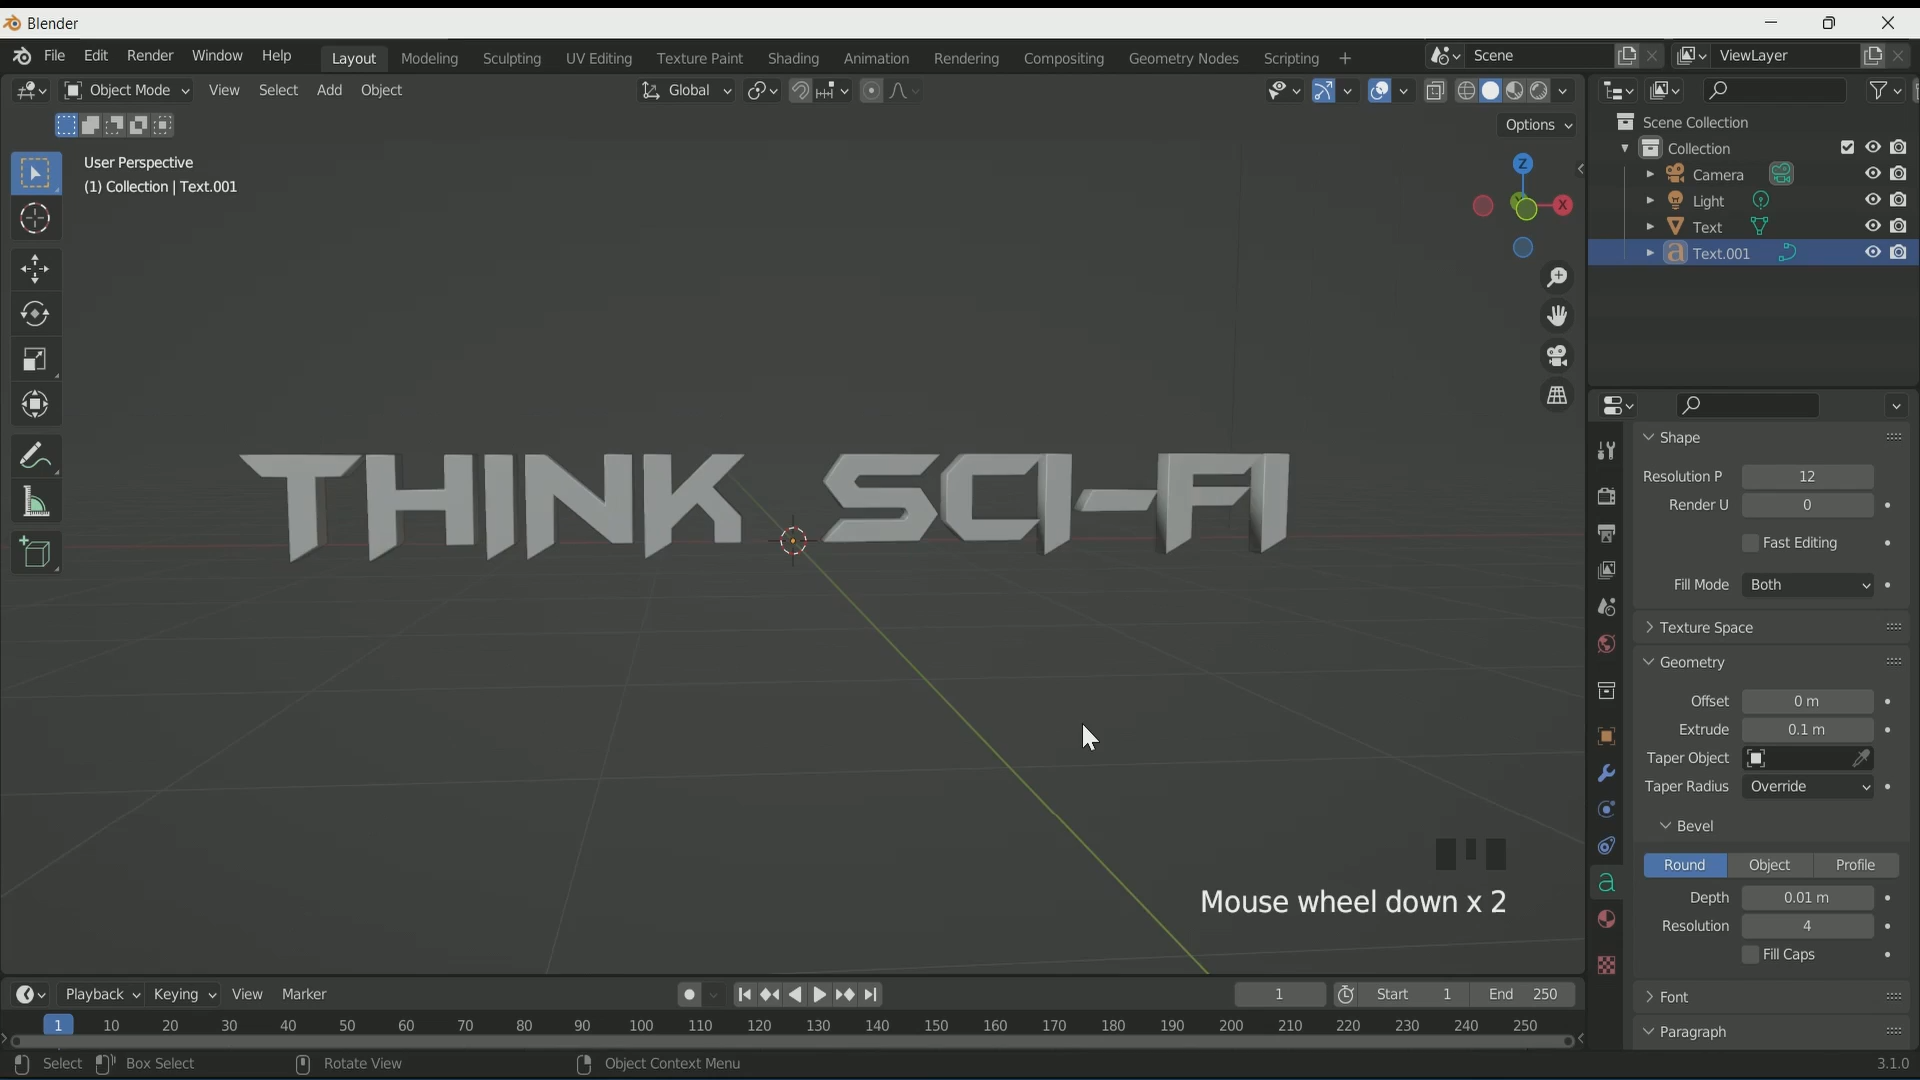 Blender
File Edit Render Window Help Layout Modeling Sculpting UV Editing Texture Paint Shading Animation Rendering Compositing Geometry Nodes Scripting + Scene ViewLayer
Object Mode View Select Add Object Global
Options
User Perspective
(1) Collection | Text.001
Z
X
THINK SCI-FI
Mouse wheel down x 2
Scene Collection
Collection
Camera
Light
Text
a Text.001
Shape
Resolution P 12
Render U 0
Fast Editing
Fill Mode Both
Texture Space
Geometry
Offset 0 m
Extrude 0.1 m
Taper Object
Taper Radius Override
Bevel
Round Object Profile
Depth 0.01 m
Resolution 4
Fill Caps
Font
Paragraph
Playback Keying View Marker 1 Start 1 End 250
1 10 20 30 40 50 60 70 80 90 100 110 120 130 140 150 160 170 180 190 200 210 220 230 240 250
Select Box Select Rotate View Object Context Menu 3.1.0